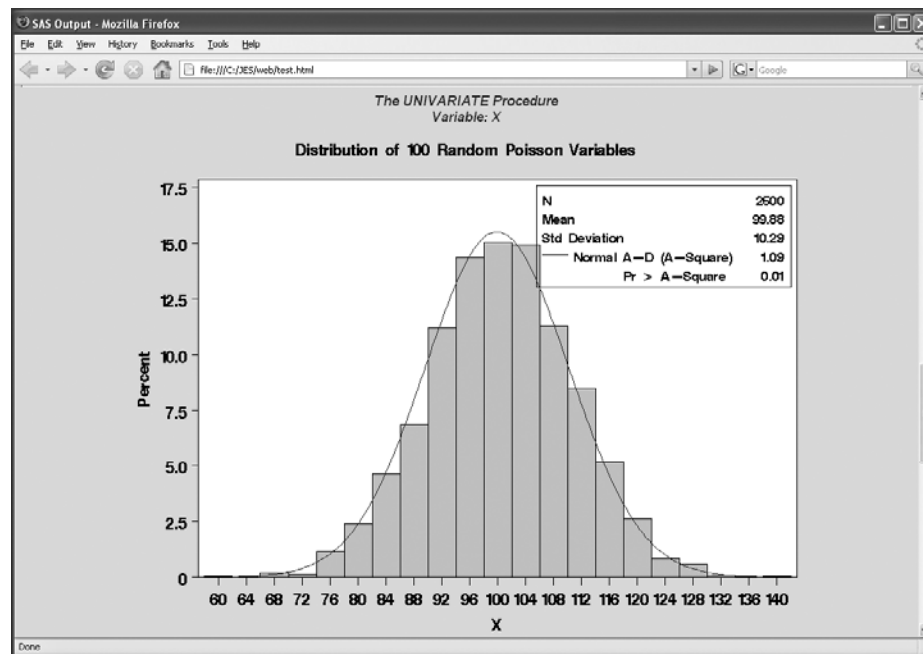 SAS Output - Mozilla Firefox
File Edit View History Bookmarks Tools Help
file:///C:/JES/web/test.html
G Google
The UNIVARIATE Procedure
Variable: X
Distribution of 100 Random Poisson Variables
N 2500
Mean 99.88
Std Deviation 10.29
Normal A-D (A-Square) 1.09
Pr > A-Square 0.01
17.5
15.0
12.5
10.0
7.5
5.0
2.5
0
Percent
60 64 68 72 76 80 84 88 92 96 100 104 108 112 116 120 124 128 132 136 140
X
Done